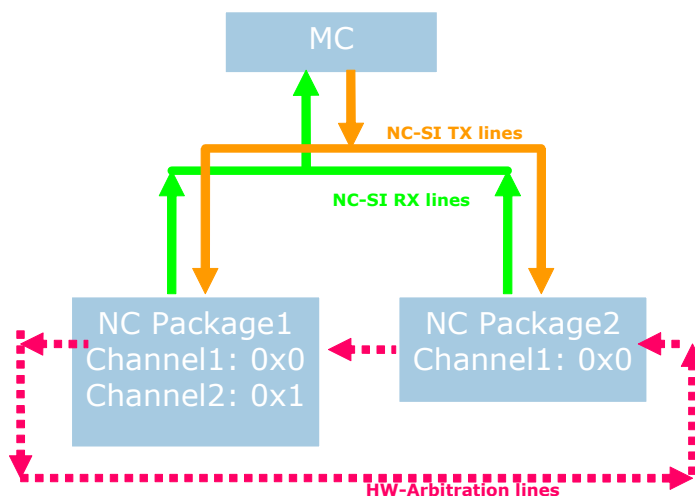 MC
NC-SI TX lines
NC-SI RX lines
NC Package1
Channel1: 0x0
Channel2: 0x1
NC Package2
Channel1: 0x0
HW-Arbitration lines